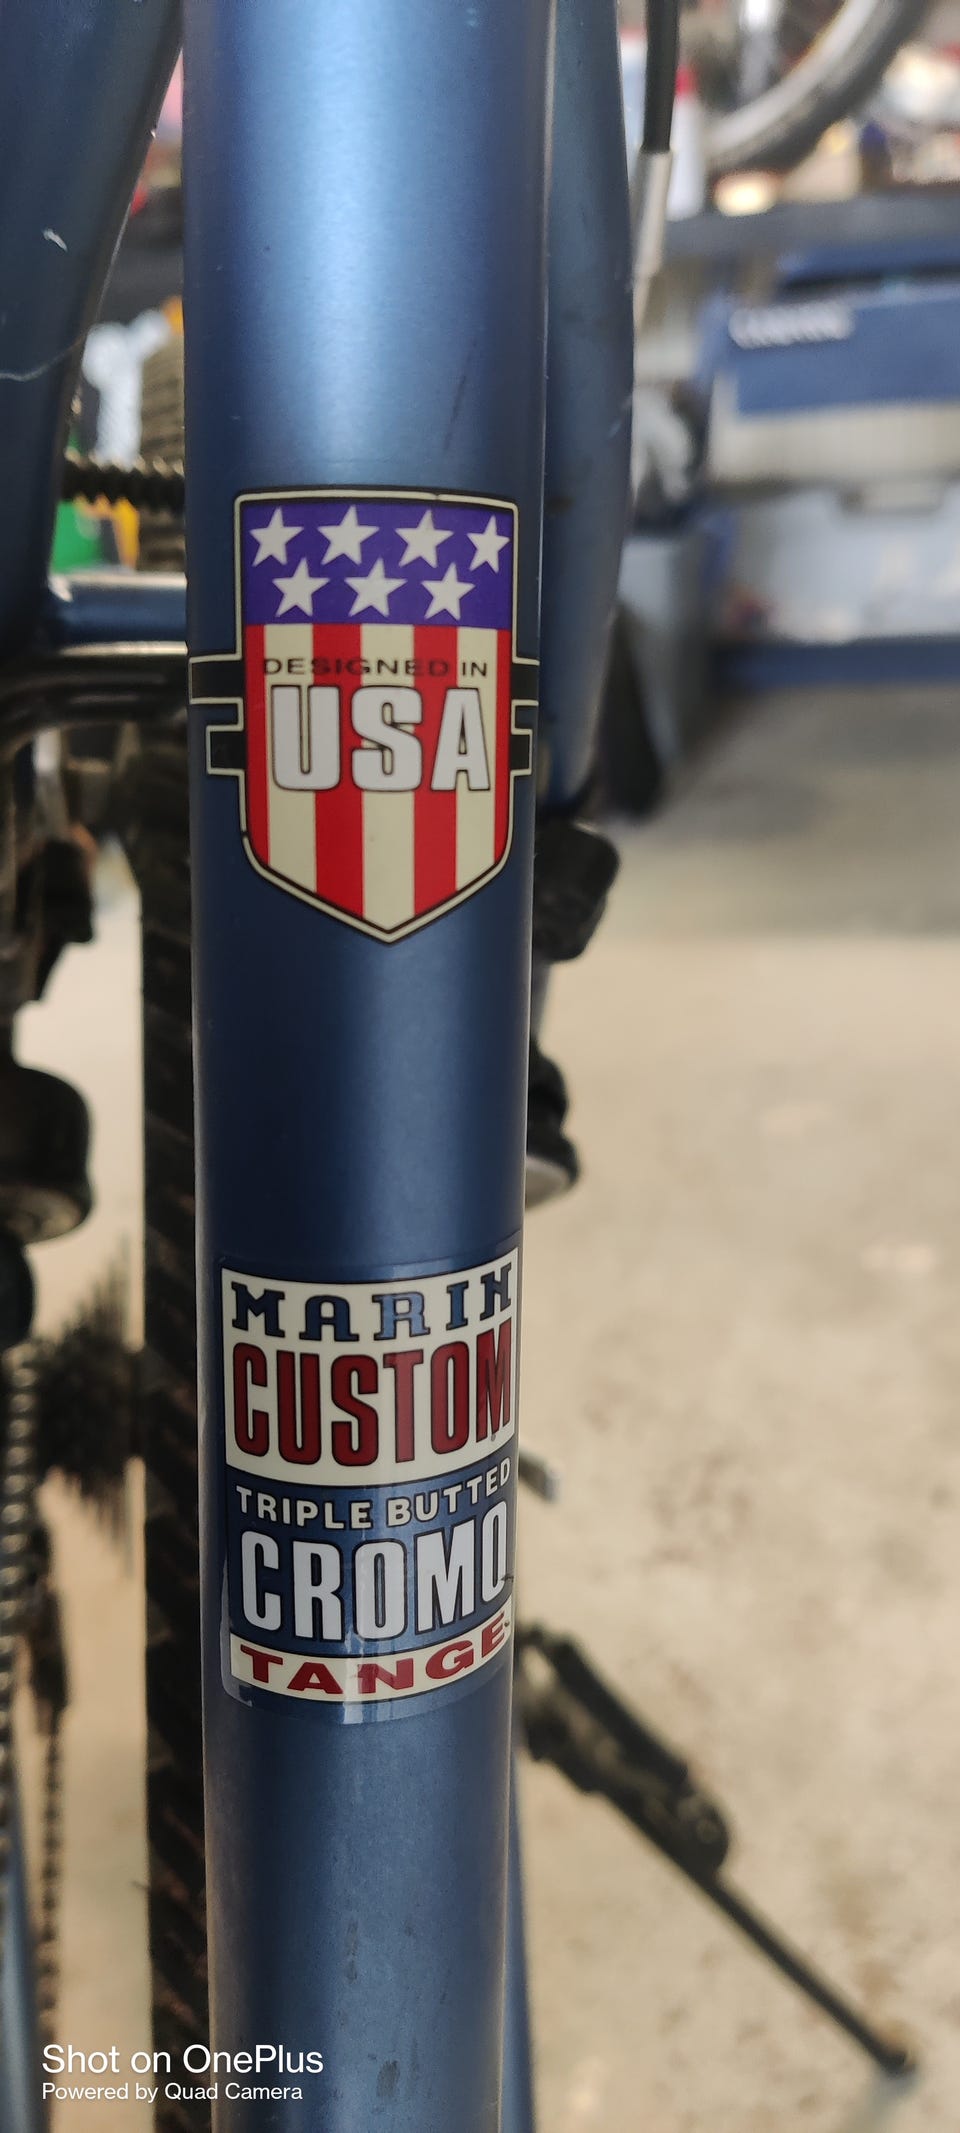 DESIGNED IN
USA
MARIN
CUSTOM
TRIPLE BUTTED
CROMO
TANGE
Shot on OnePlus
Powered by Quad Camera